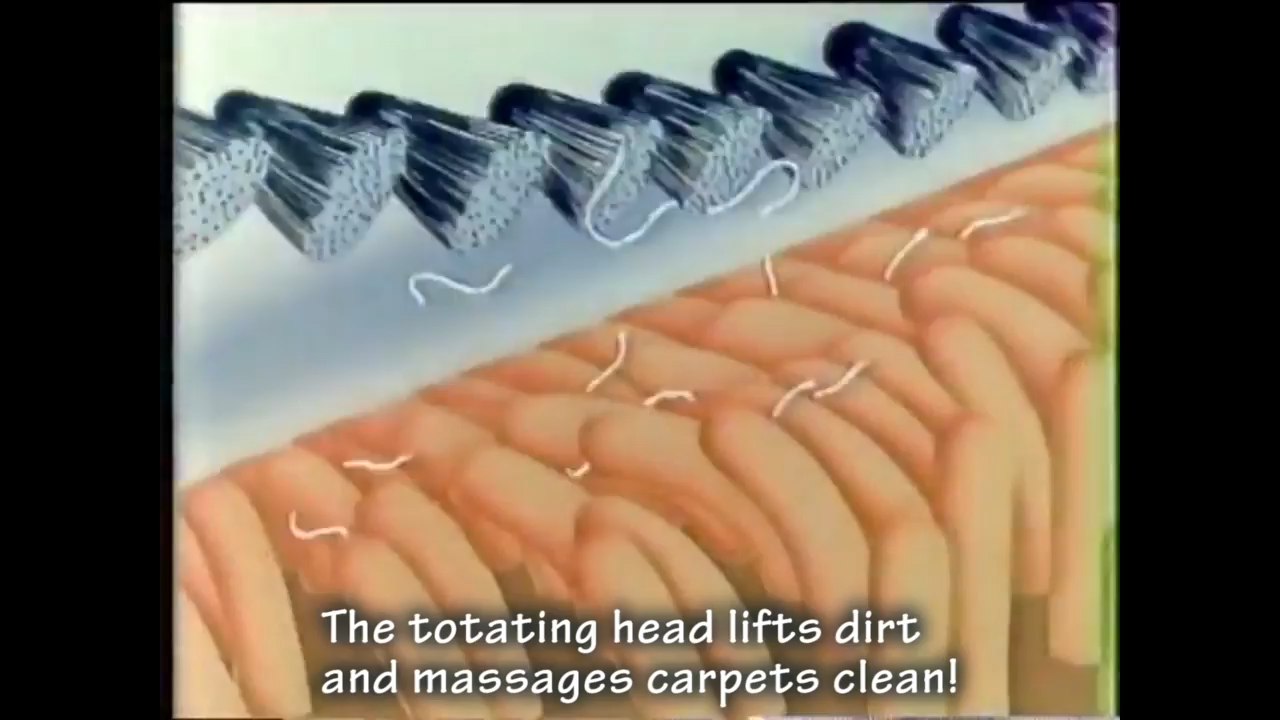 The totating head lifts dirt
and massages carpets clean!